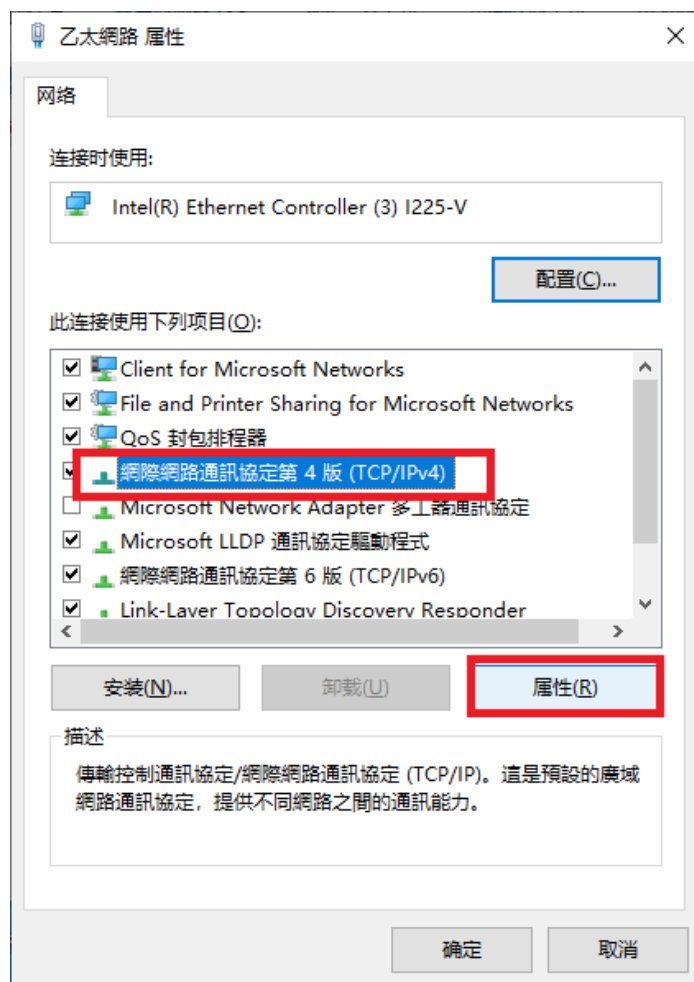 乙太網路 属性
网络
连接时使用:
Intel(R) Ethernet Controller (3) I225-V
配置(C)...
此连接使用下列项目(O):
Client for Microsoft Networks
File and Printer Sharing for Microsoft Networks
QoS 封包排程器
網際網路通訊協定第 4 版 (TCP/IPv4)
Microsoft Network Adapter 多工器通訊協定
Microsoft LLDP 通訊協定驅動程式
網際網路通訊協定第 6 版 (TCP/IPv6)
Link-Layer Topology Discovery Responder
安装(N)...
卸载(U)
属性(R)
描述
傳輸控制通訊協定/網際網路通訊協定 (TCP/IP)。這是預設的廣域
網路通訊協定，提供不同網路之間的通訊能力。
确定
取消